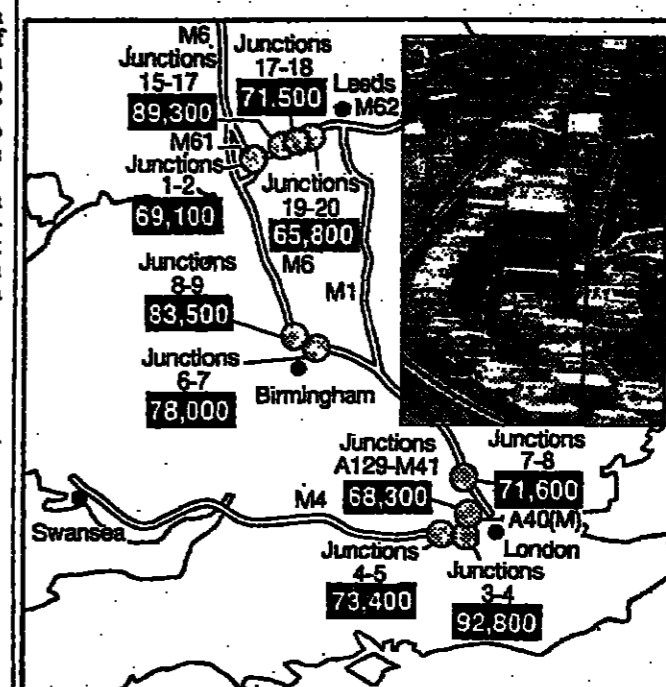 M6
Junctions
15-17
89,300
Junctions
17-18
71.500
Leeds
M62
M61
Junctions
1-2
69,100
Junctions
19-20
65,800
Junctions
8-9
83,500
M6
M1
Junctions
6-7
78,000
Birmingham
Junctions
A129-M41
68,300
Junctions
7-8
71,600
M4
Swansea
A40(M)
London
Junctions
4-5
73,400
Junctions
3-4
92,800